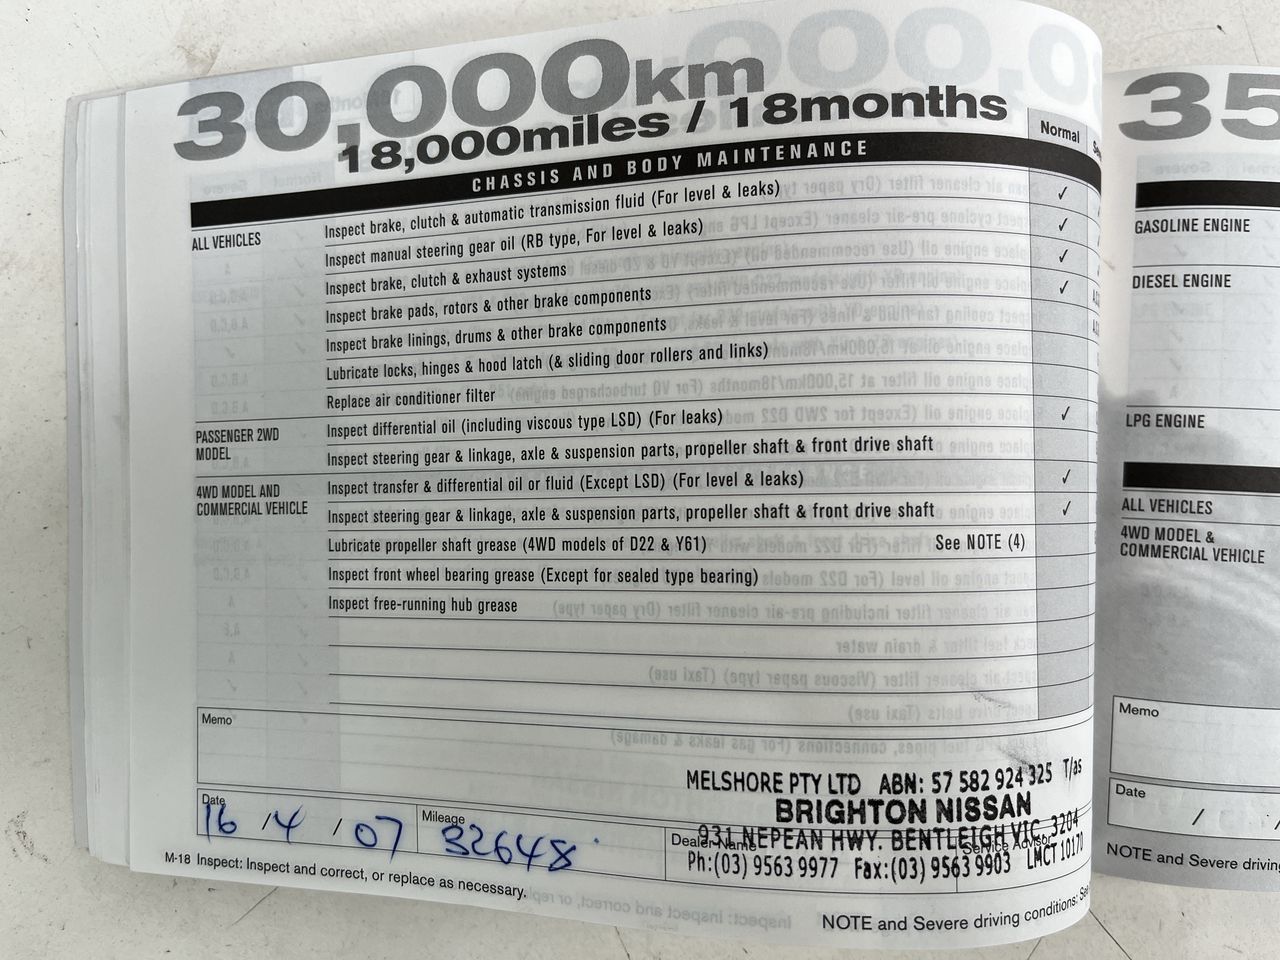 30,000km
18,000miles / 18months
Normal
CHASSIS AND BODY MAINTENANCE
ALL VEHICLES
Inspect brake, clutch & automatic transmission fluid (For level & leaks) ✓
Inspect manual steering gear oil (RB type, For level & leaks) ✓
Inspect brake, clutch & exhaust systems ✓
Inspect brake pads, rotors & other brake components ✓
Inspect brake linings, drums & other brake components
Lubricate locks, hinges & hood latch (& sliding door rollers and links)
Replace air conditioner filter
PASSENGER 2WD
MODEL
Inspect differential oil (including viscous type LSD) (For leaks) ✓
Inspect steering gear & linkage, axle & suspension parts, propeller shaft & front drive shaft
4WD MODEL AND
COMMERCIAL VEHICLE
Inspect transfer & differential oil or fluid (Except LSD) (For level & leaks) ✓
Inspect steering gear & linkage, axle & suspension parts, propeller shaft & front drive shaft ✓
Lubricate propeller shaft grease (4WD models of D22 & Y61) See NOTE (4)
Inspect front wheel bearing grease (Except for sealed type bearing)
Inspect free-running hub grease
Memo
MELSHORE PTY LTD ABN: 57 582 924 325 T/as
BRIGHTON NISSAN
931 NEPEAN HWY. BENTLEIGH VIC. 3204
Ph:(03) 9563 9977 Fax:(03) 9563 9903 LMCT 10170
Date
16 / 4 / 07
Mileage
32648
Dealer Name
Service Advisor
M-18 Inspect: Inspect and correct, or replace as necessary.
NOTE and Severe driving conditions:
35
GASOLINE ENGINE
DIESEL ENGINE
LPG ENGINE
ALL VEHICLES
4WD MODEL &
COMMERCIAL VEHICLE
Memo
Date
/ /
NOTE and Severe